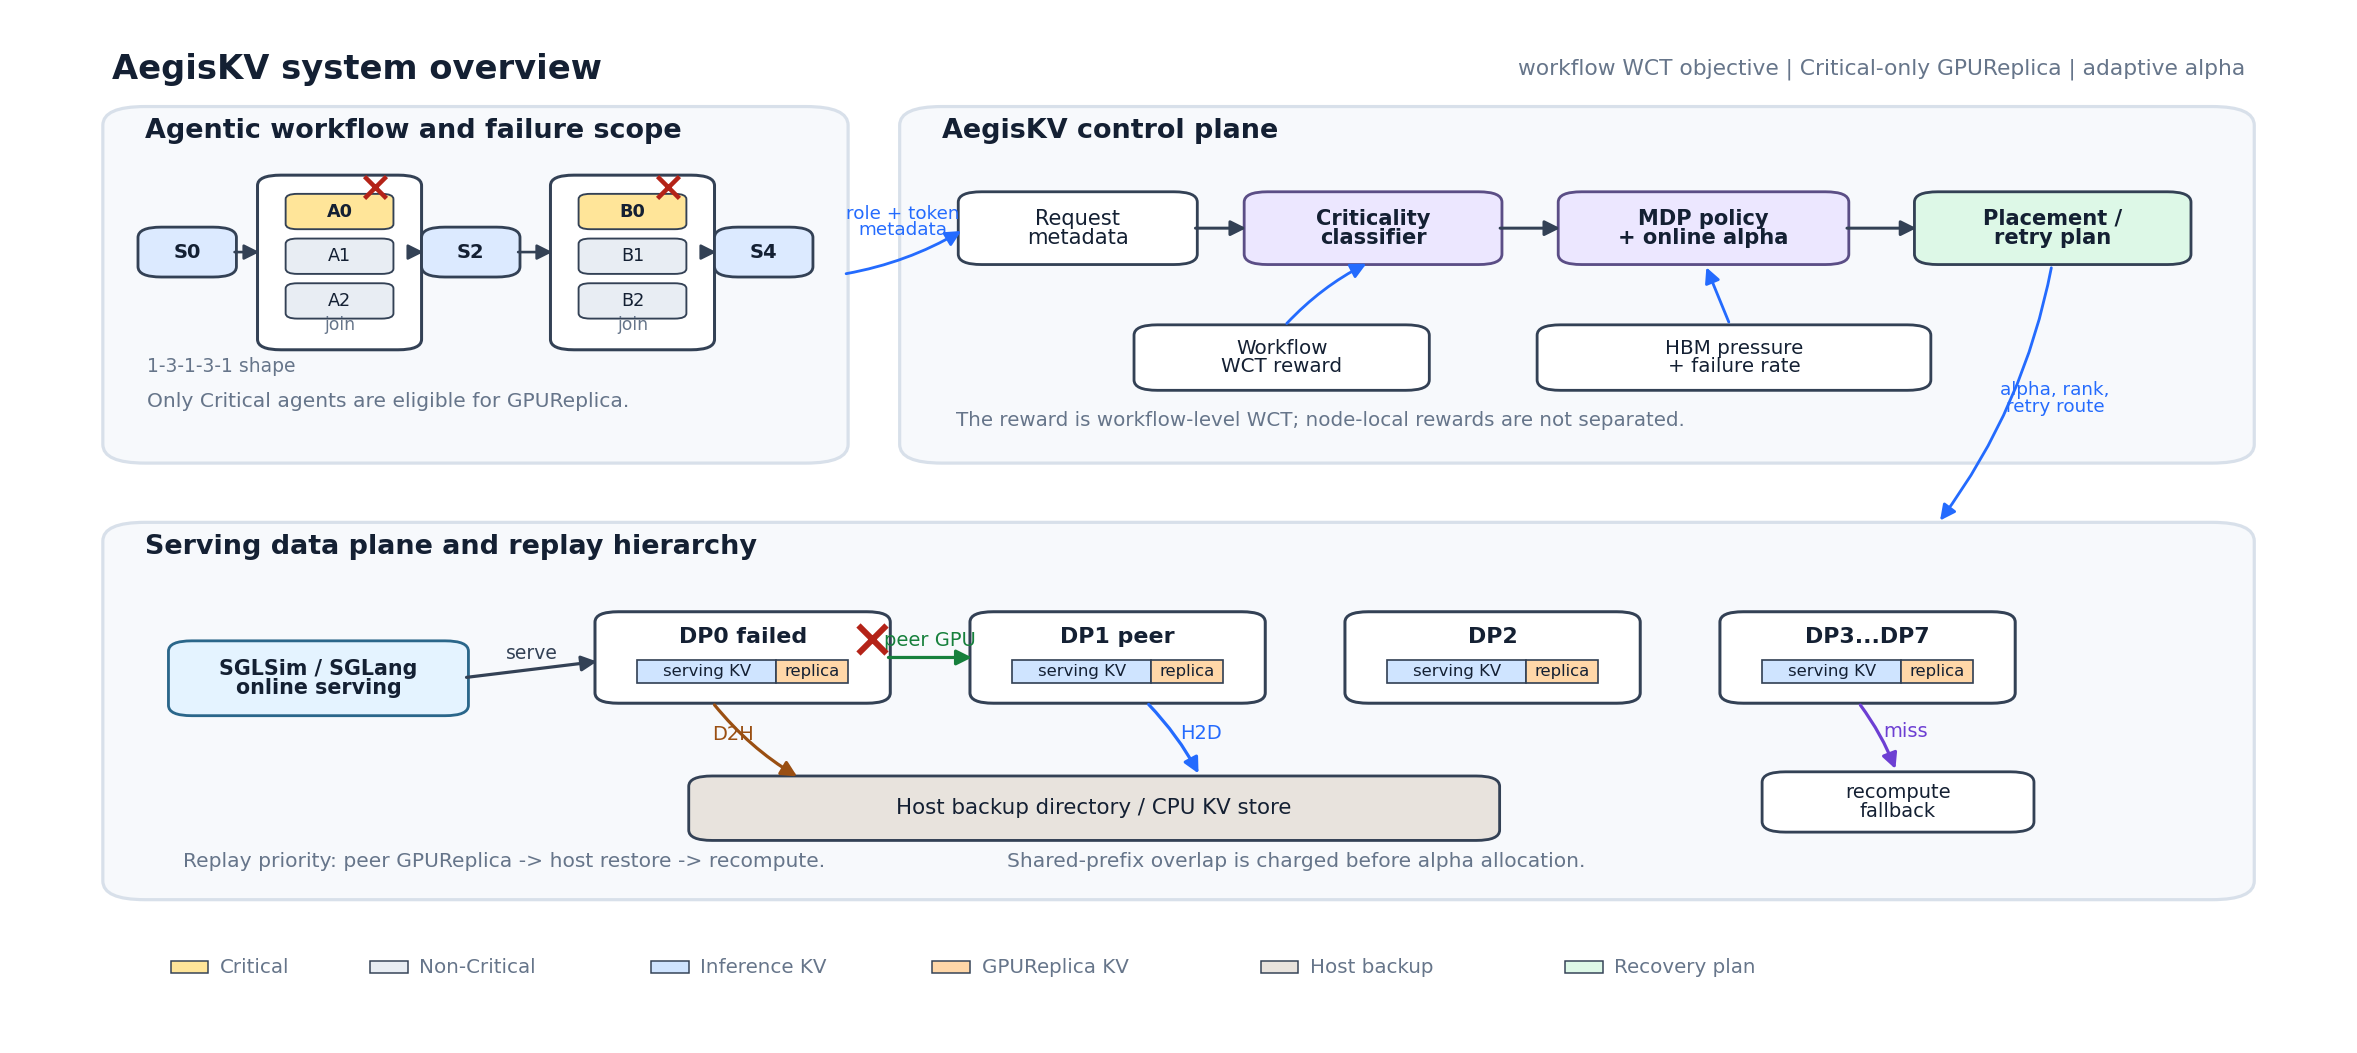 AegisKV system overview
workflow WCT objective | Critical-only GPUReplica | adaptive alpha
Agentic workflow and failure scope
S0
A0
A1
A2
join
S2
B0
B1
B2
join
S4
1-3-1-3-1 shape
Only Critical agents are eligible for GPUReplica.
role + token
metadata
AegisKV control plane
Request
metadata
Criticality
classifier
MDP policy
+ online alpha
Placement /
retry plan
Workflow
WCT reward
HBM pressure
+ failure rate
alpha, rank,
retry route
The reward is workflow-level WCT; node-local rewards are not separated.
Serving data plane and replay hierarchy
SGLSim / SGLang
online serving
serve
DP0 failed
serving KV
replica
peer GPU
DP1 peer
serving KV
replica
DP2
serving KV
replica
DP3...DP7
serving KV
replica
D2H
H2D
miss
Host backup directory / CPU KV store
recompute
fallback
Replay priority: peer GPUReplica -> host restore -> recompute.
Shared-prefix overlap is charged before alpha allocation.
Critical
Non-Critical
Inference KV
GPUReplica KV
Host backup
Recovery plan